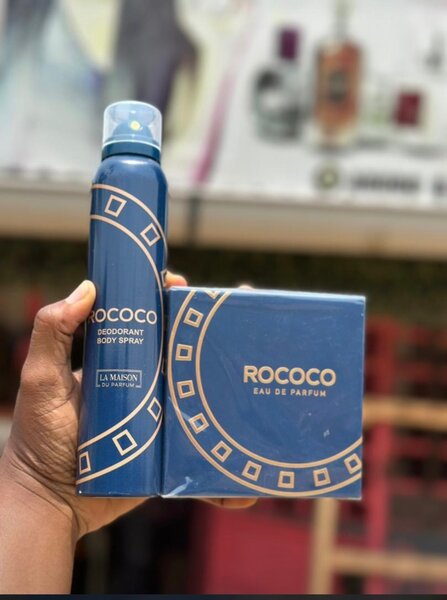 ROCOCO
DEODORANT
BODY SPRAY
LA MAISON
DU PARFUM
ROCOCO
EAU DE PARFUM